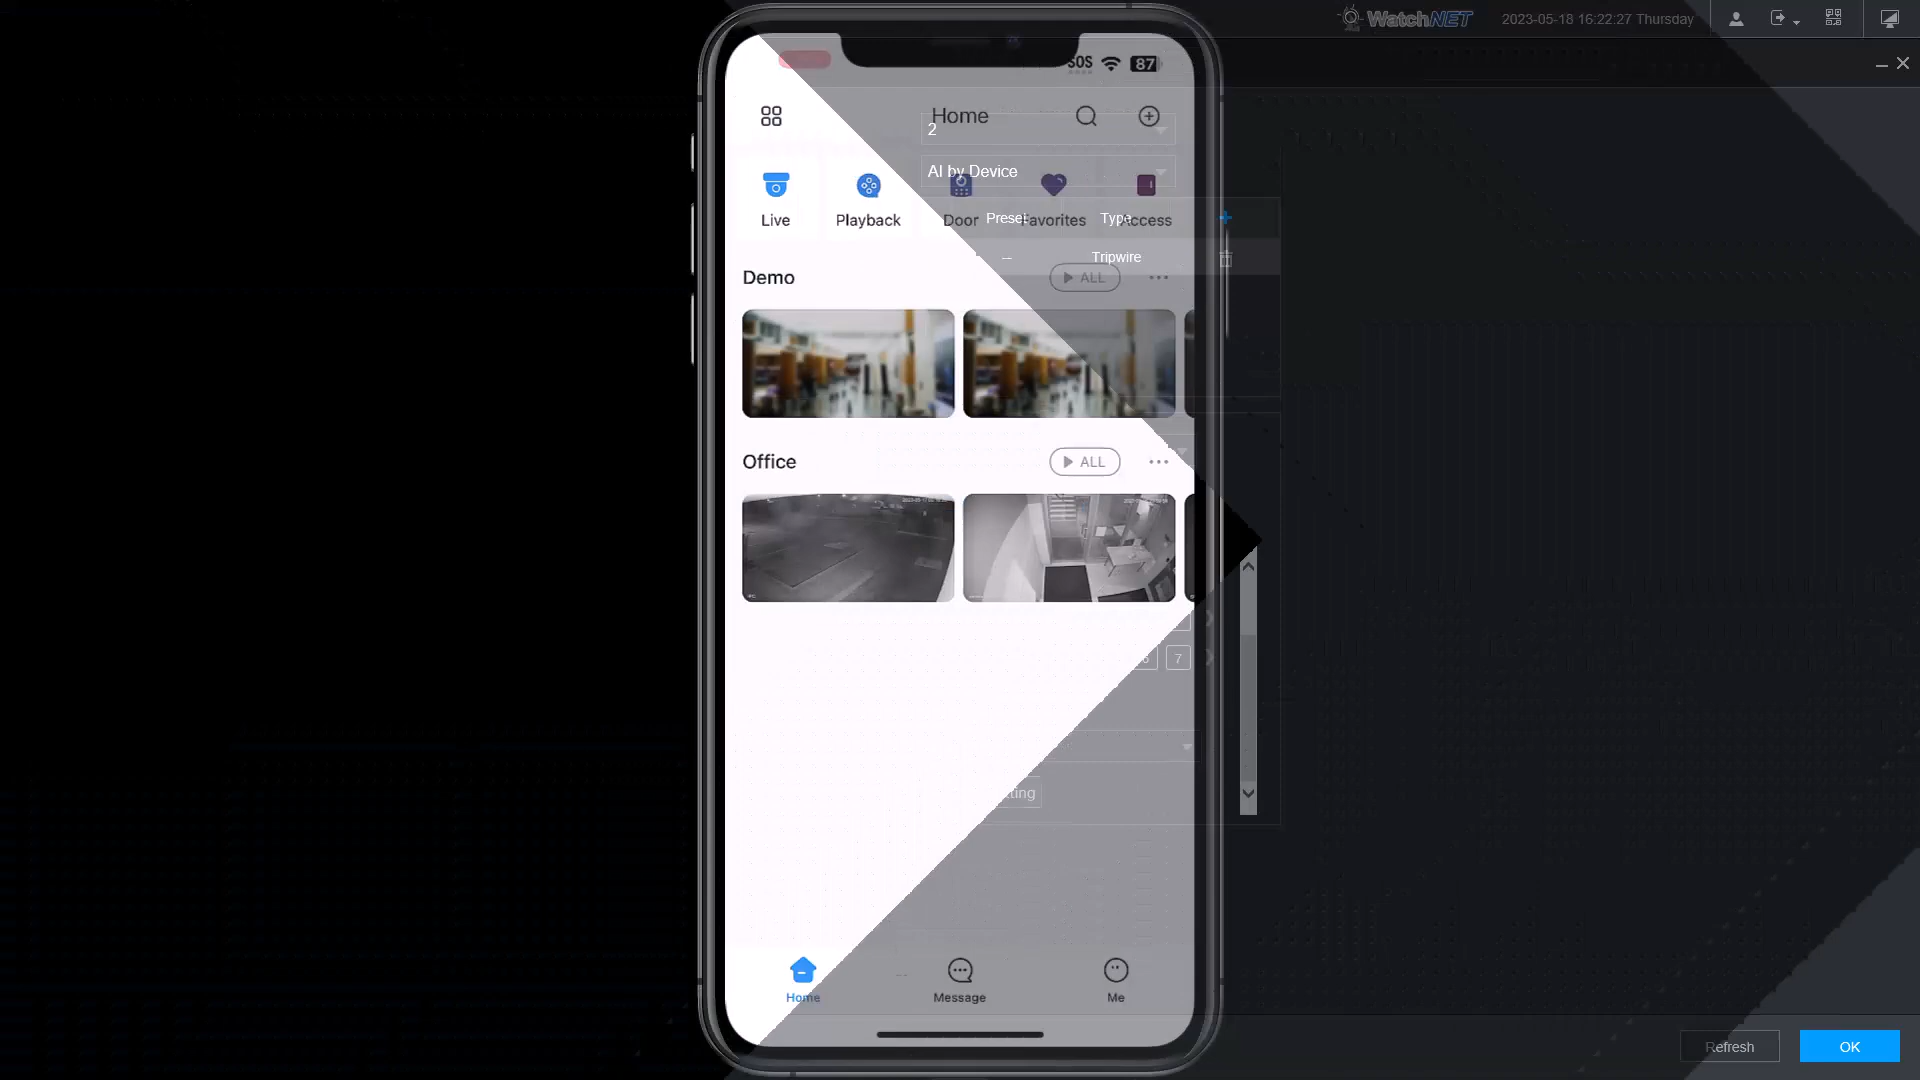 WatchNET
2023-05-18 16:22:27 Thursday
SOS
87
Home
2
AI by Device
Live
Playback
Door
Favorites
Access
Preset
Type
Tripwire
Demo
ALL
Office
ALL
7
Home
Message
Me
Refresh
OK